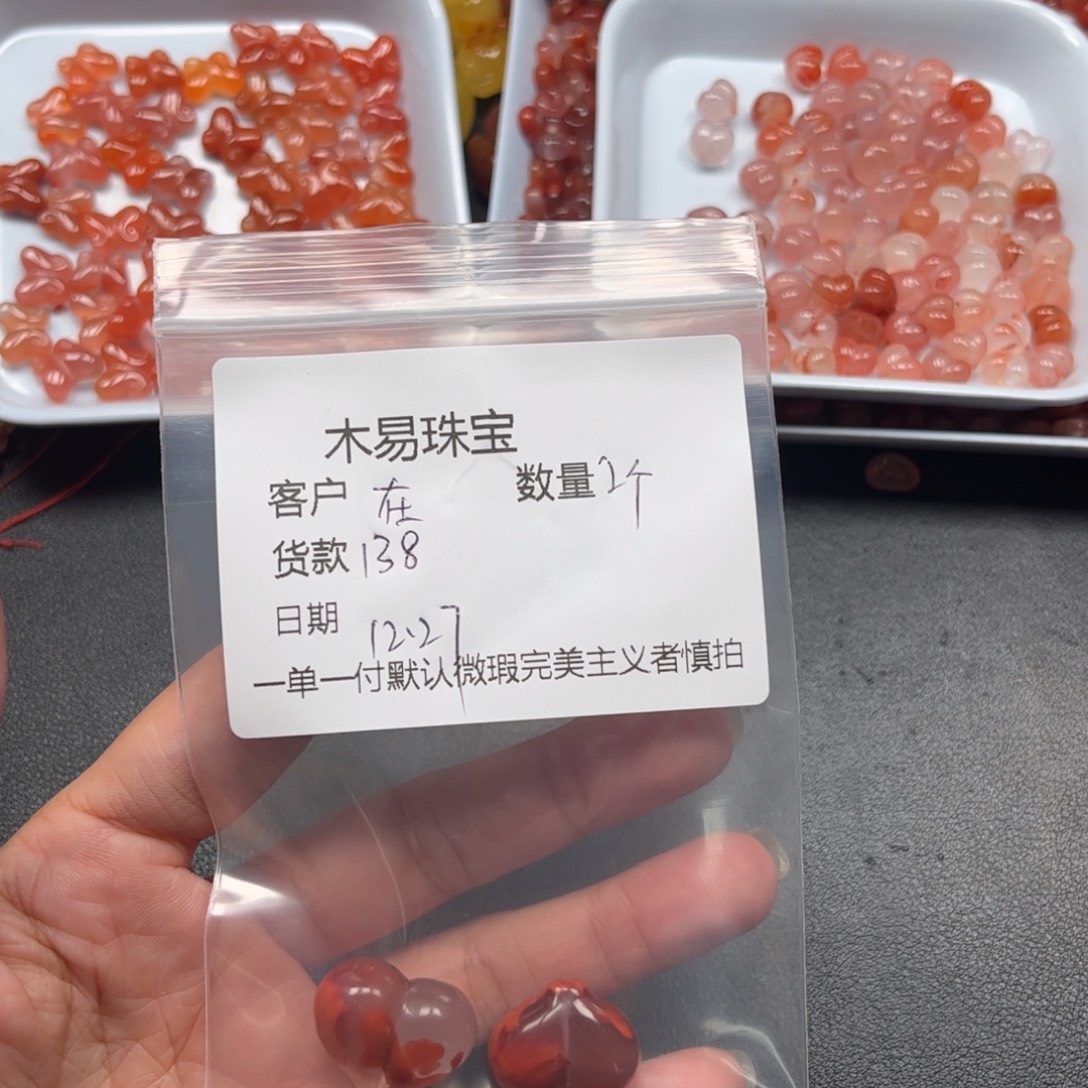 木易珠宝
客户 在 数量 2个
货款 138
日期 12.27
一单一付默认微瑕完美主义者慎拍